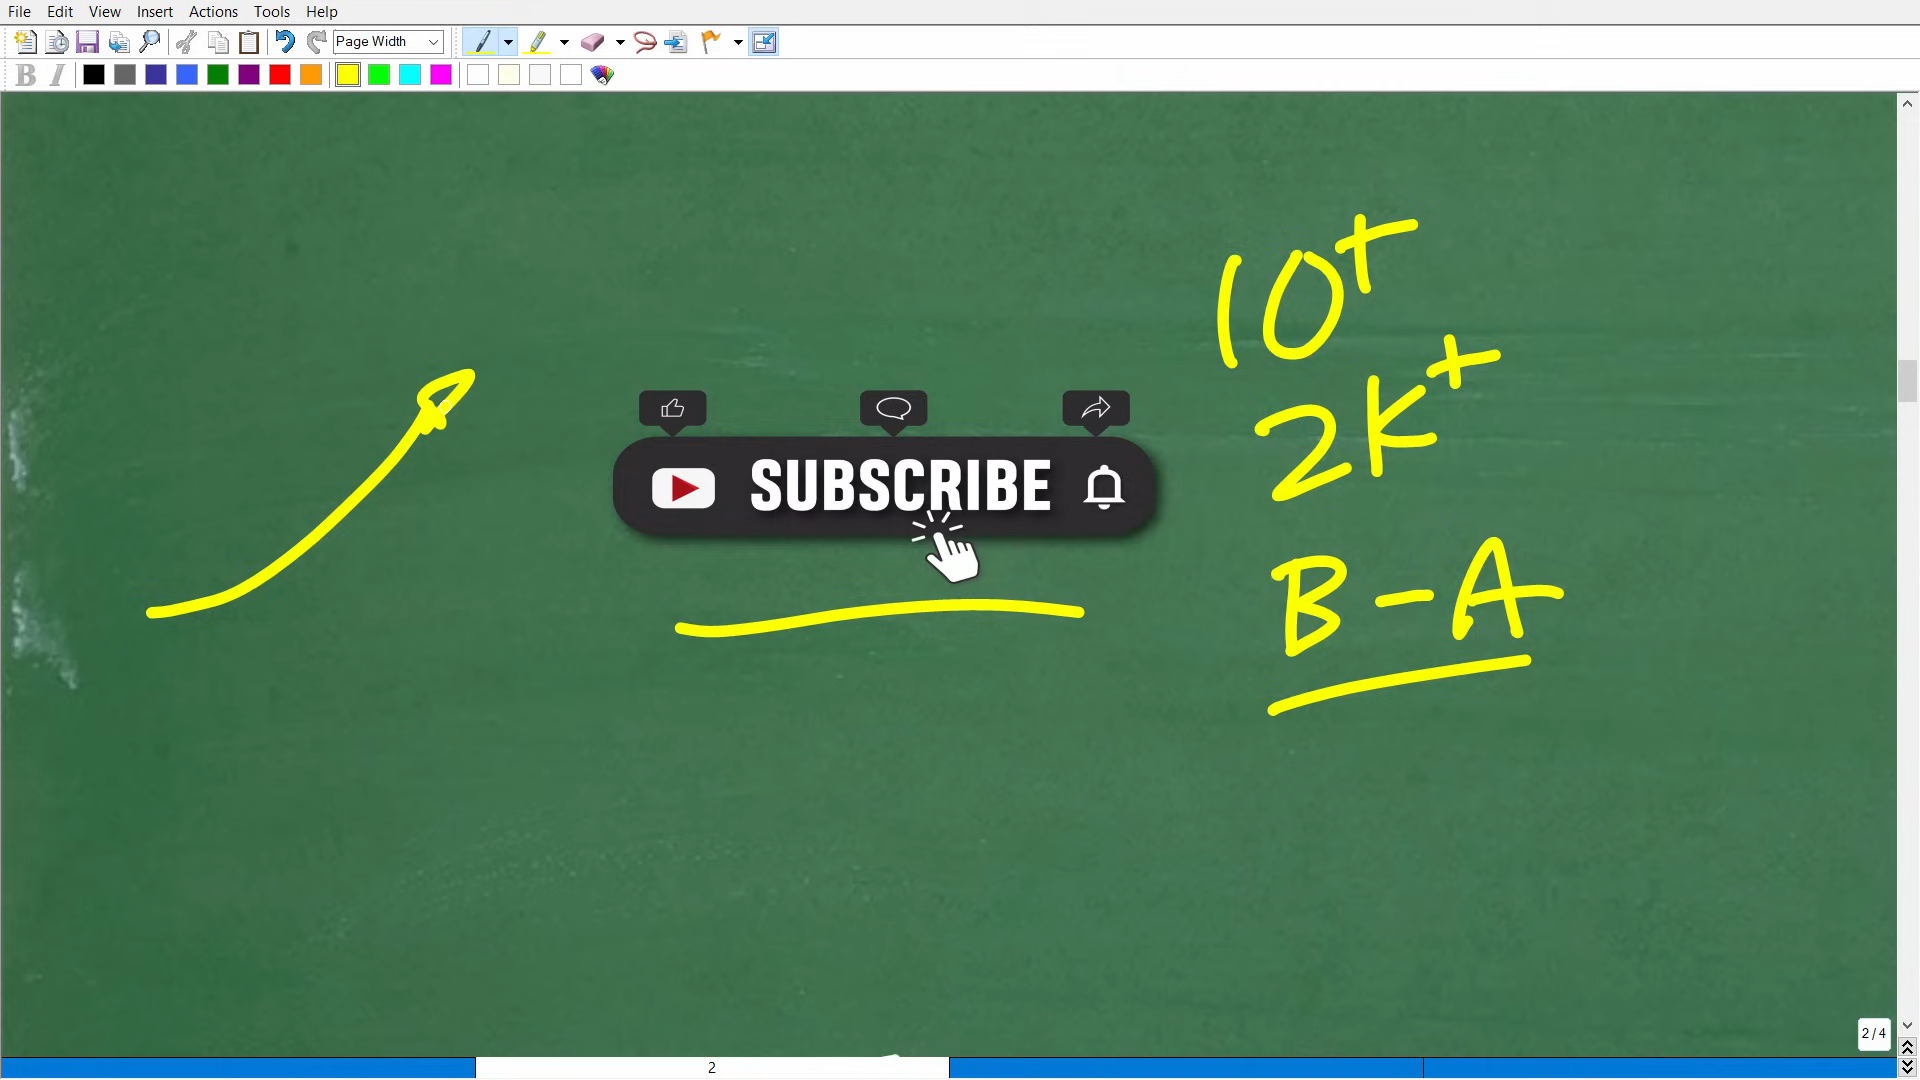 File Edit View Insert Actions Tools Help
Page Width
B I
10+
2K+
SUBSCRIBE
B-A
2 / 4
2